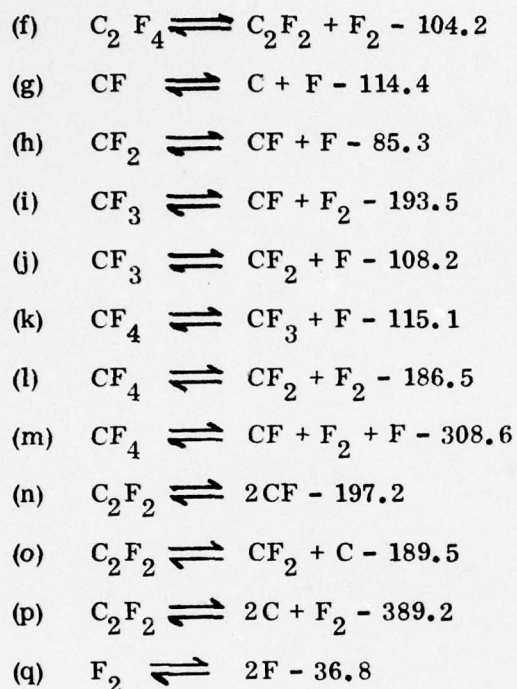 (f) C₂ F₄ ⇌ C₂F₂ + F₂ - 104.2
(g) CF ⇌ C + F - 114.4
(h) CF₂ ⇌ CF + F - 85.3
(i) CF₃ ⇌ CF + F₂ - 193.5
(j) CF₃ ⇌ CF₂ + F - 108.2
(k) CF₄ ⇌ CF₃ + F - 115.1
(l) CF₄ ⇌ CF₂ + F₂ - 186.5
(m) CF₄ ⇌ CF + F₂ + F - 308.6
(n) C₂F₂ ⇌ 2CF - 197.2
(o) C₂F₂ ⇌ CF₂ + C - 189.5
(p) C₂F₂ ⇌ 2C + F₂ - 389.2
(q) F₂ ⇌ 2F - 36.8